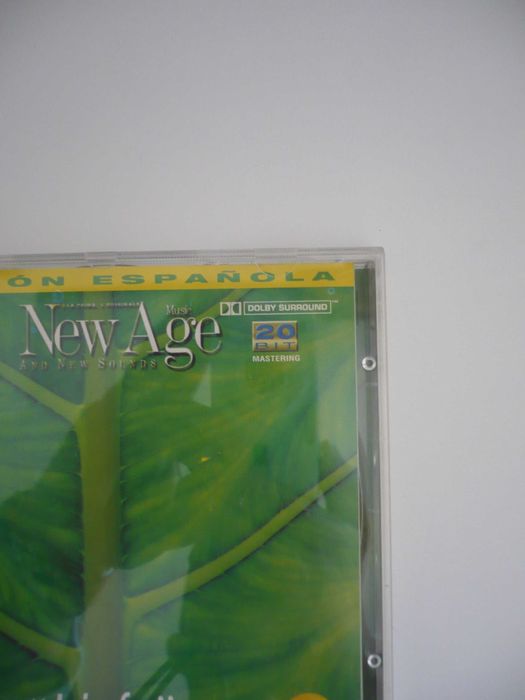 ÓN ESPAÑOLA
Music
New Age
AND NEW SOUNDS
DOLBY SURROUND
20
BIT
MASTERING